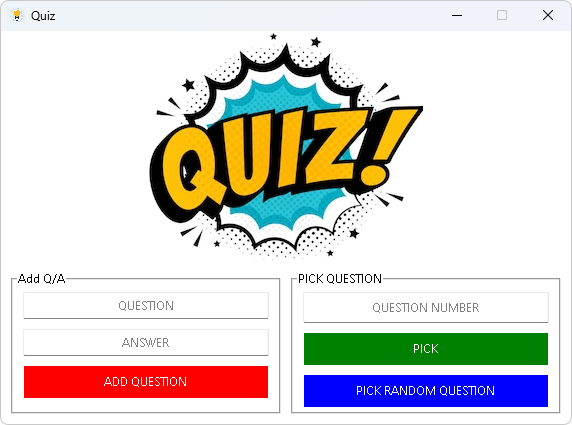 Quiz
QUIZ!
Add Q/A
QUESTION
ANSWER
ADD QUESTION
PICK QUESTION
QUESTION NUMBER
PICK
PICK RANDOM QUESTION